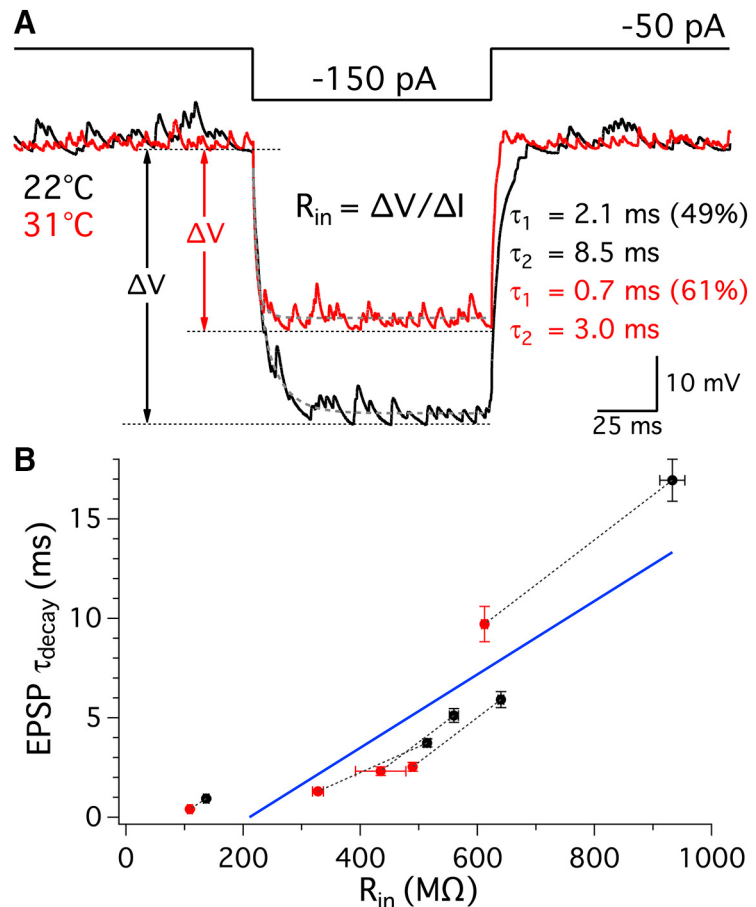 A
-50 pA
-150 pA
22°C
31°C
ΔV
ΔV
R_in = ΔV/ΔI
τ₁ = 2.1 ms (49%)
τ₂ = 8.5 ms
τ₁ = 0.7 ms (61%)
τ₂ = 3.0 ms
10 mV
25 ms
B
EPSP τ_decay (ms)
15
10
5
0
0 200 400 600 800 1000
R_in (MΩ)